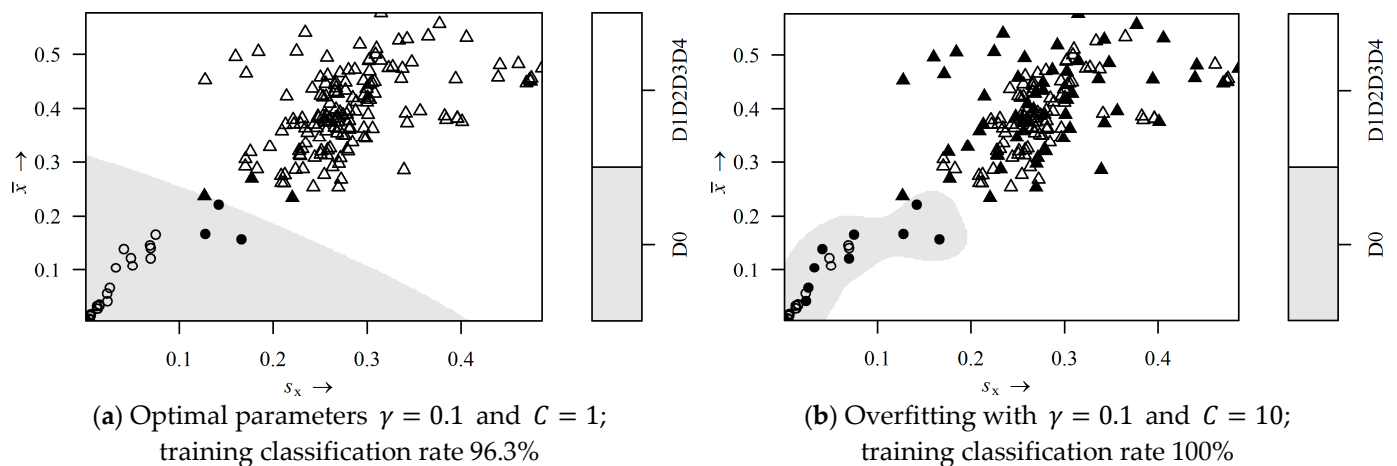 0.5
0.4
0.3
0.2
0.1
x̅ →
0.1
0.2
0.3
0.4
s_x →
D1D2D3D4
D0
(a) Optimal parameters γ = 0.1 and C = 1;
training classification rate 96.3%
0.5
0.4
0.3
0.2
0.1
x̅ →
0.1
0.2
0.3
0.4
s_x →
D1D2D3D4
D0
(b) Overfitting with γ = 0.1 and C = 10;
training classification rate 100%